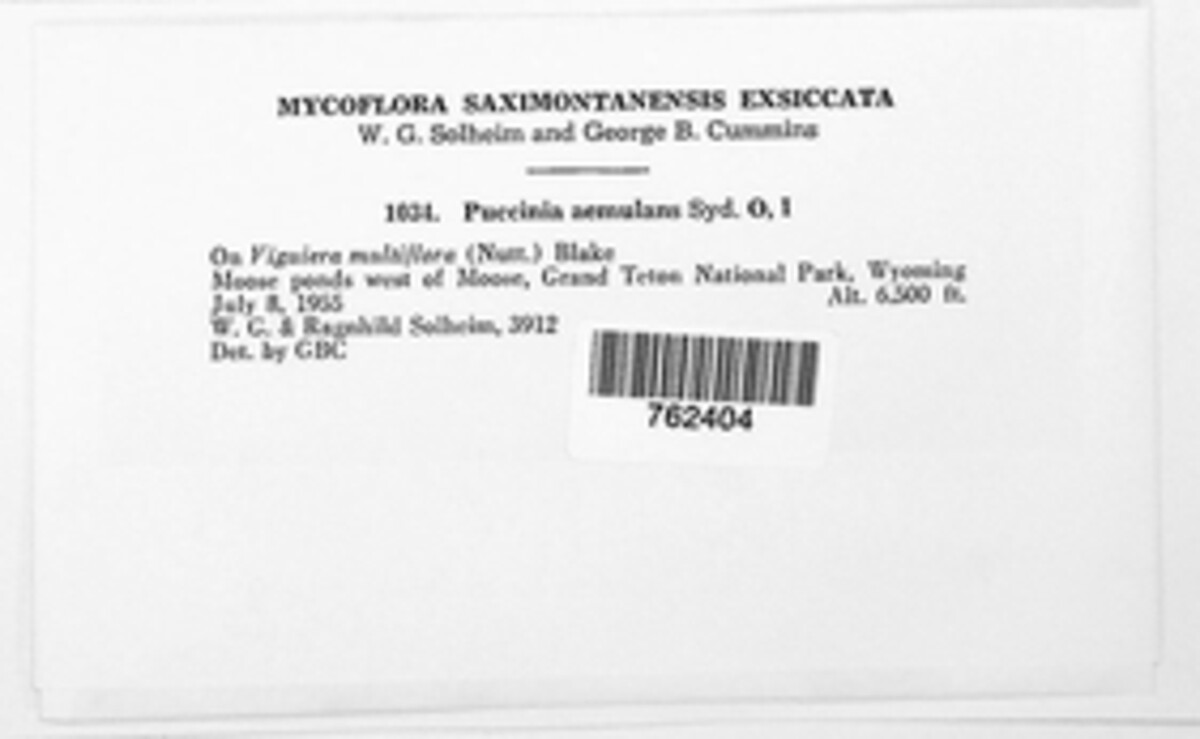 MYCOFLORA SAXIMONTANENSIS EXSICCATA
W. G. Solheim and George B. Cummins
1034. Puccinia aemulans Syd. O, I
On Viguiera multiflora (Nutt.) Blake
Moose ponds west of Moose, Grand Teton National Park, Wyoming
July 8, 1955 Alt. 6,500 ft.
W. G. & Ragnhild Solheim, 3912
Det. by GBC
762404